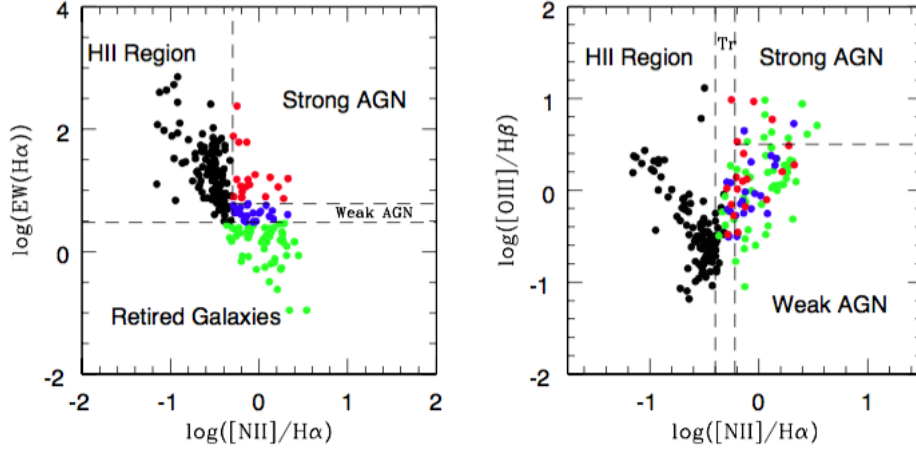 4
2
0
-2
log(EW(Hα))
HII Region
Strong AGN
Weak AGN
Retired Galaxies
-2 -1 0 1 2
log([NII]/Hα)
2
1
0
-1
-2
log([OIII]/Hβ)
HII Region
Tr
Strong AGN
Weak AGN
-1 0 1
log([NII]/Hα)